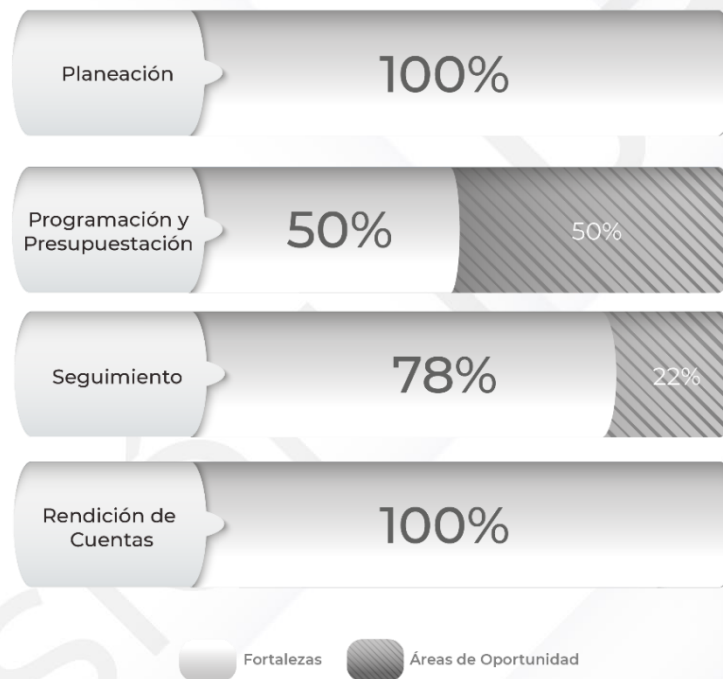 Planeación
100%
Programación y
Presupuestación
50%
50%
Seguimiento
78%
22%
Rendición de
Cuentas
100%
Fortalezas
Áreas de Oportunidad